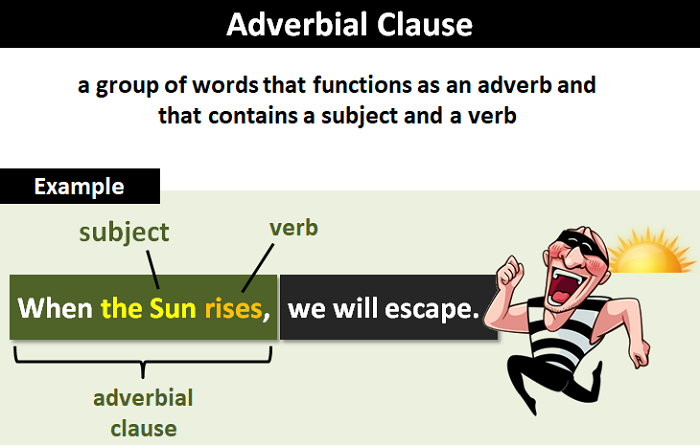 Adverbial Clause
a group of words that functions as an adverb and
that contains a subject and a verb
Example
subject
verb
When the Sun rises, we will escape.
adverbial
clause